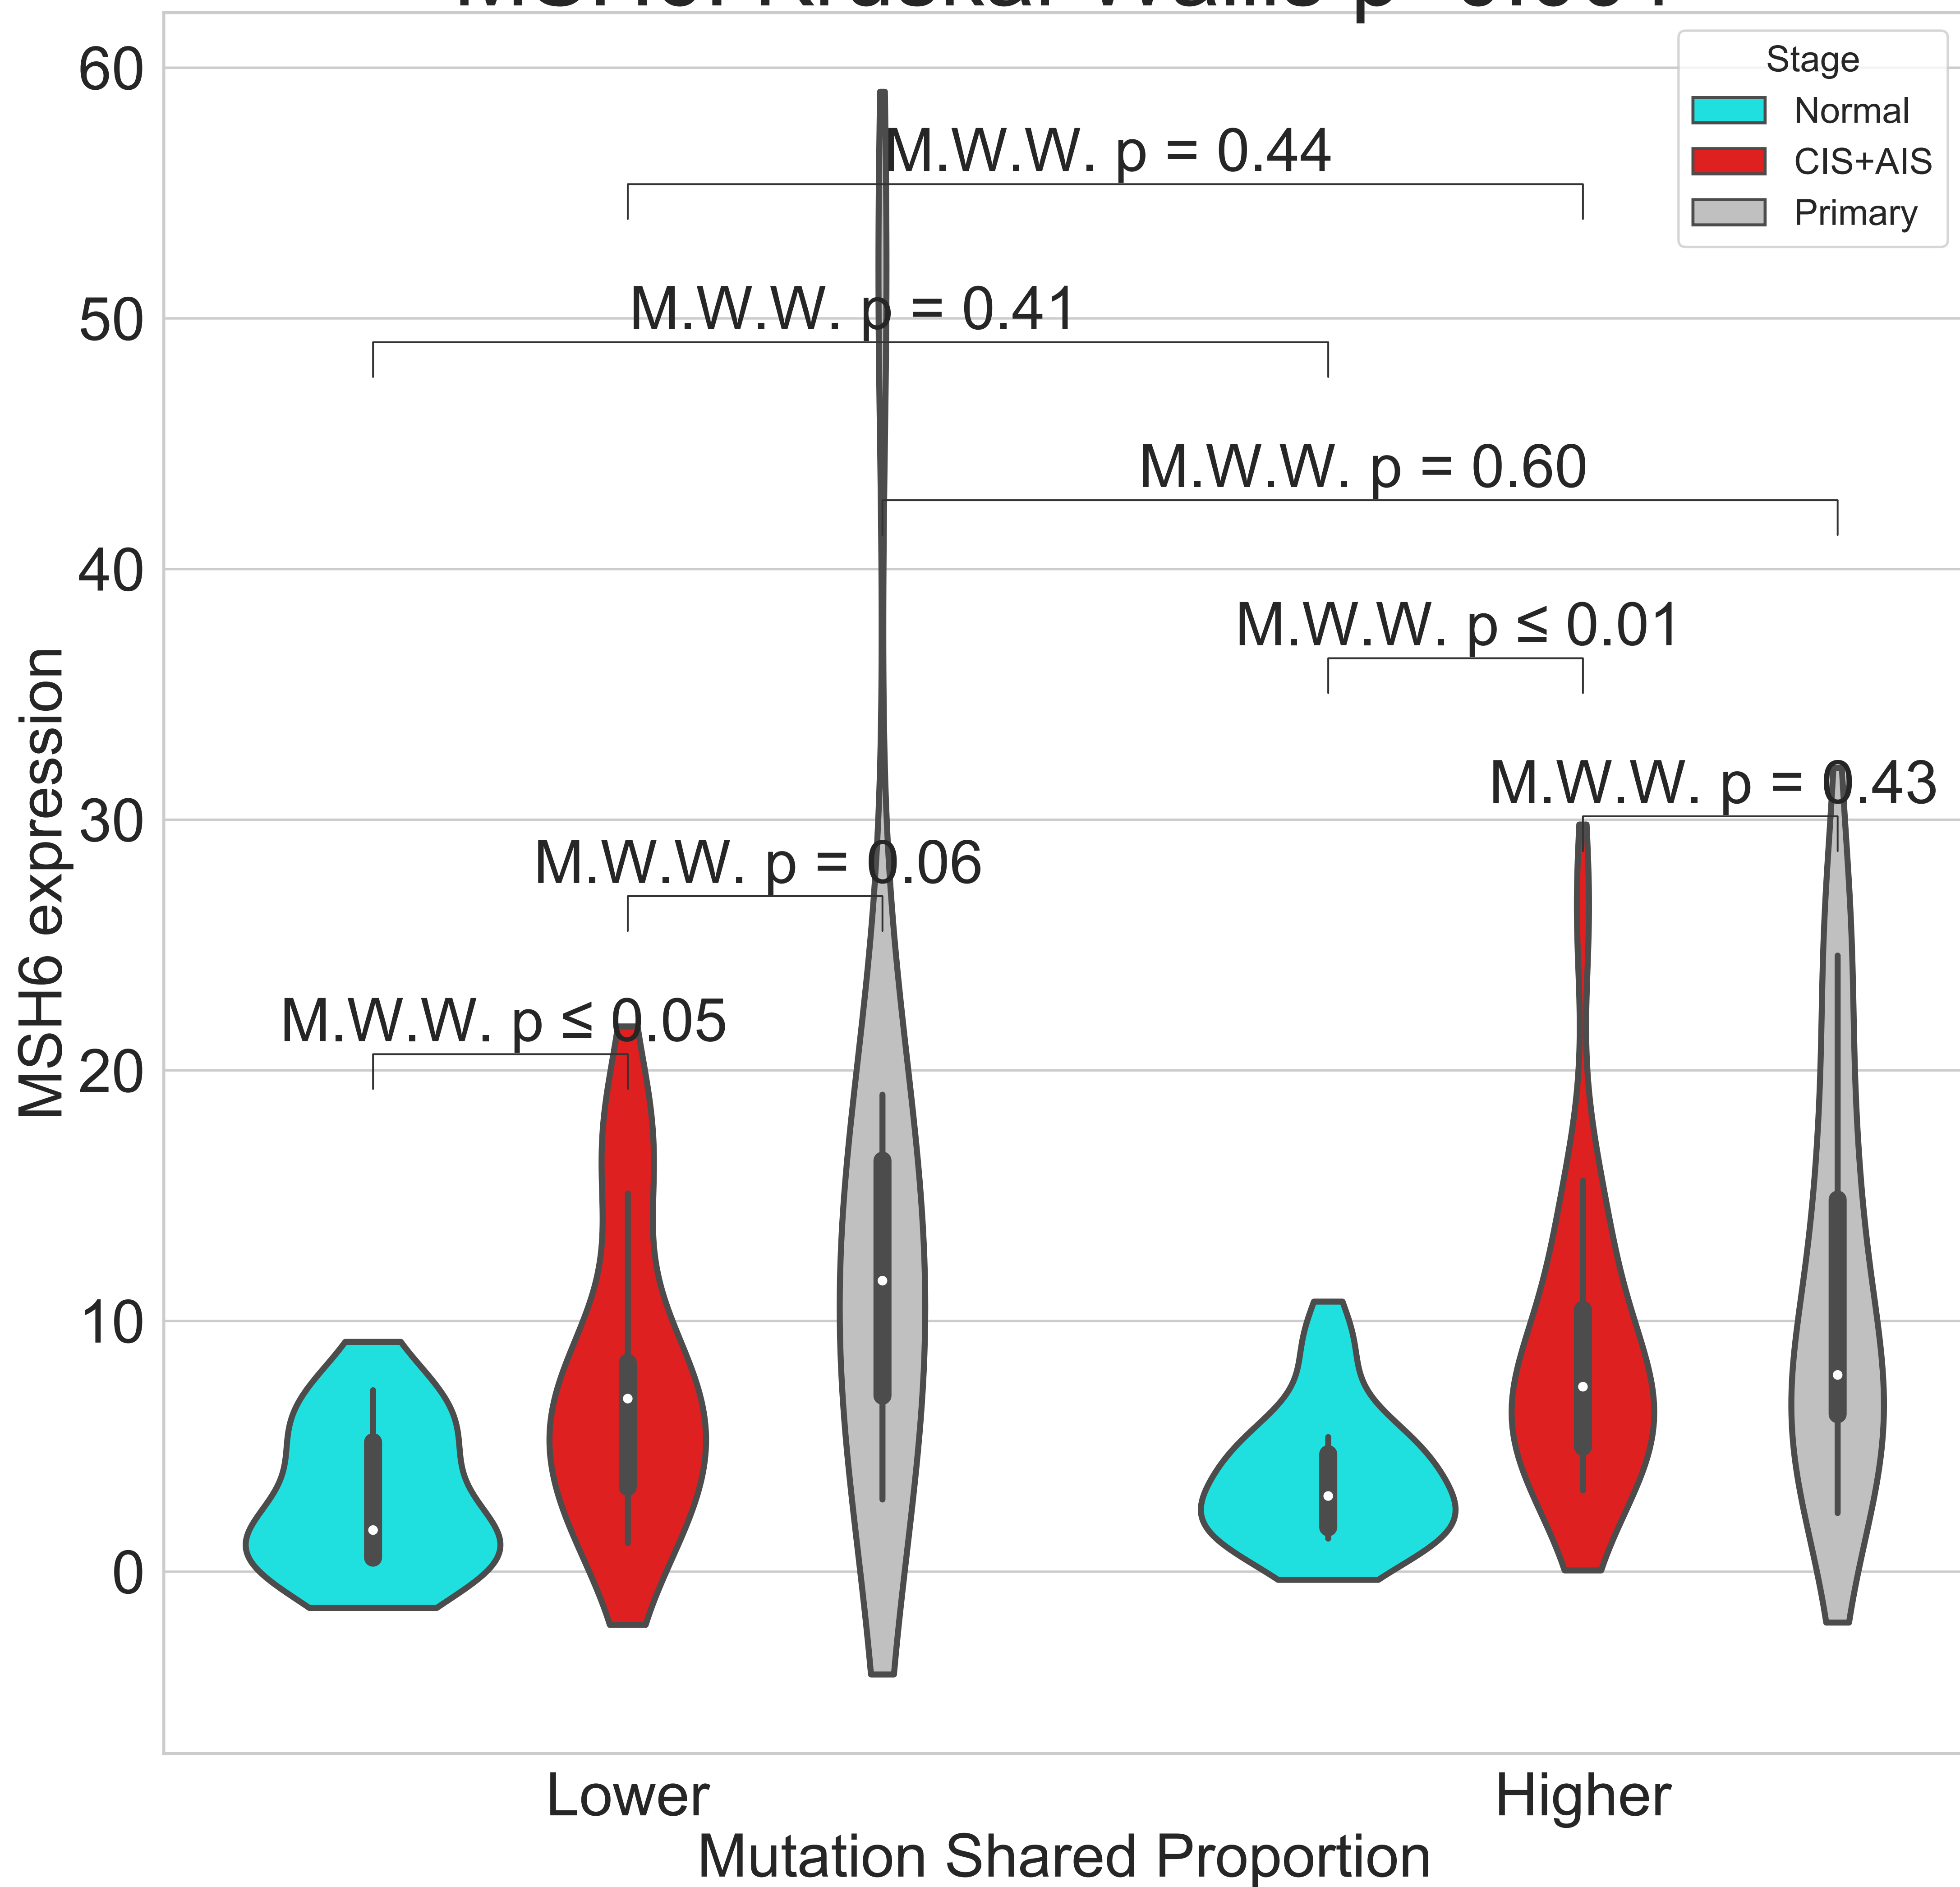 60
50
40
30
20
10
0
MSH6 expression
Stage
Normal
CIS+AIS
Primary
M.W.W. p = 0.44
M.W.W. p = 0.41
M.W.W. p = 0.60
M.W.W. p ≤ 0.01
M.W.W. p = 0.43
M.W.W. p = 0.06
M.W.W. p ≤ 0.05
Lower
Higher
Mutation Shared Proportion